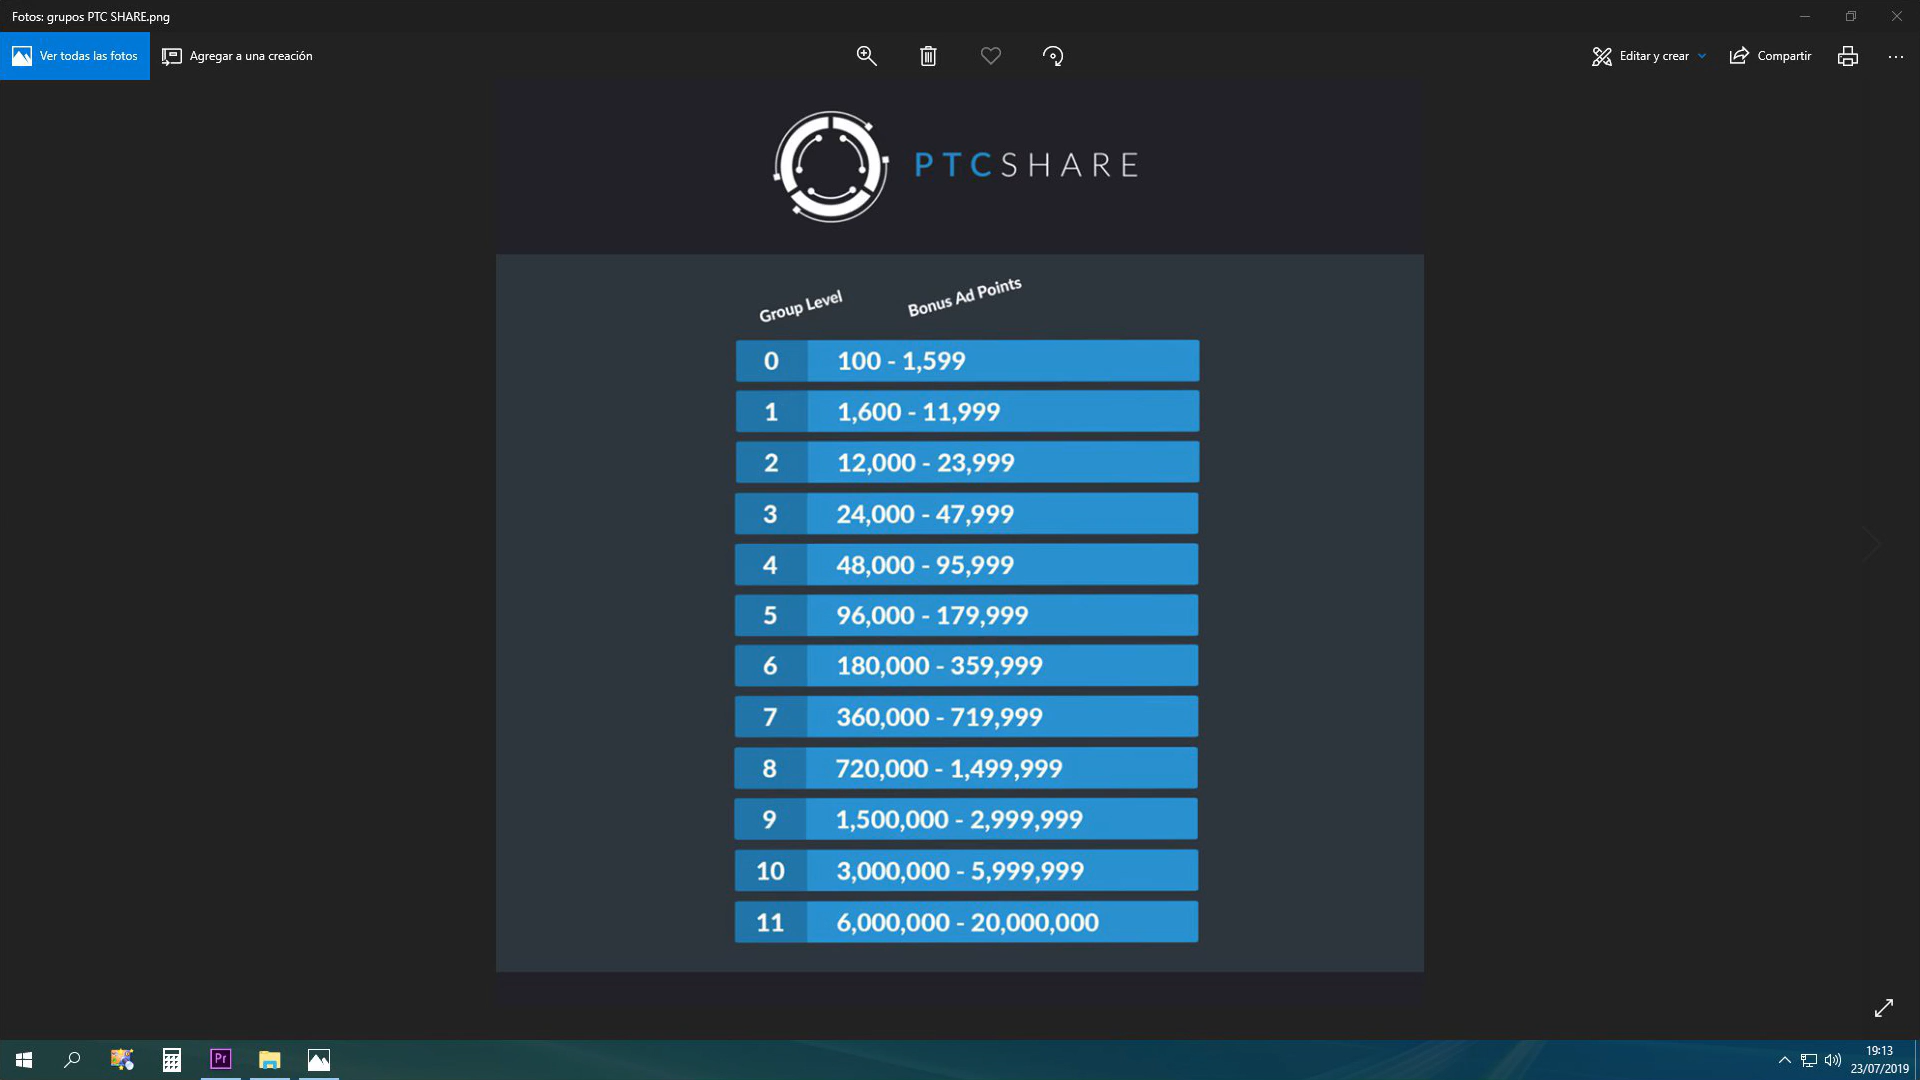 Fotos: grupos PTC SHARE.png
Ver todas las fotos
Agregar a una creación
Editar y crear
Compartir
PTCSHARE
Group Level
Bonus Ad Points
0 100 - 1,599
1 1,600 - 11,999
2 12,000 - 23,999
3 24,000 - 47,999
4 48,000 - 95,999
5 96,000 - 179,999
6 180,000 - 359,999
7 360,000 - 719,999
8 720,000 - 1,499,999
9 1,500,000 - 2,999,999
10 3,000,000 - 5,999,999
11 6,000,000 - 20,000,000
Pr
19:13
23/07/2019